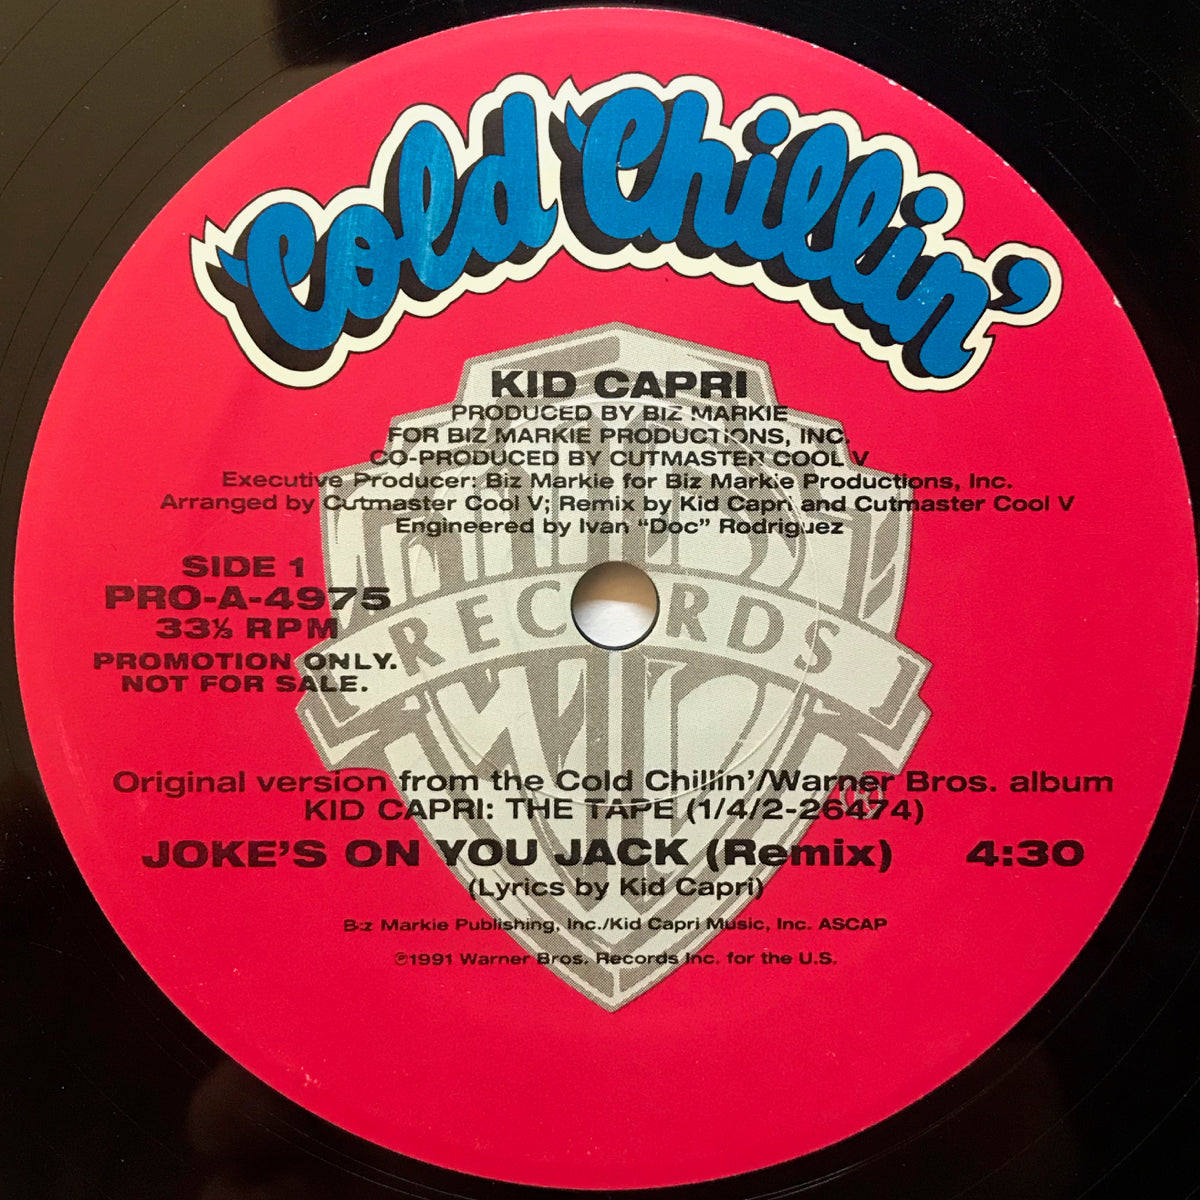 Cold Chillin'
KID CAPRI
PRODUCED BY BIZ MARKIE
FOR BIZ MARKIE PRODUCTIONS, INC.
CO-PRODUCED BY CUTMASTER COOL V
Executive Producer: Biz Markie for Biz Markie Productions, Inc.
Arranged by Cutmaster Cool V; Remix by Kid Capri and Cutmaster Cool V
Engineered by Ivan “Doc” Rodriguez
SIDE 1
PRO-A-4975
33⅓ RPM
PROMOTION ONLY.
NOT FOR SALE.
RECORDS
Original version from the Cold Chillin'/Warner Bros. album
KID CAPRI: THE TAPE (1/4/2-26474)
JOKE'S ON YOU JACK (Remix) 4:30
(Lyrics by Kid Capri)
Biz Markie Publishing, Inc./Kid Capri Music, Inc. ASCAP
℗1991 Warner Bros. Records Inc. for the U.S.